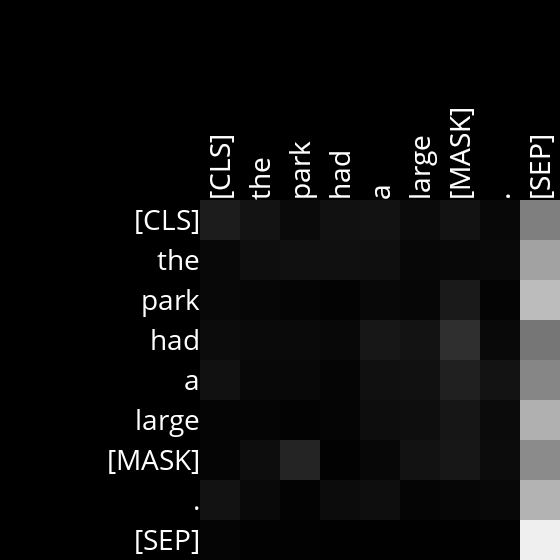 [CLS] the park had a large [MASK] . [SEP]
[CLS]
the
park
had
a
large
[MASK]
.
[SEP]